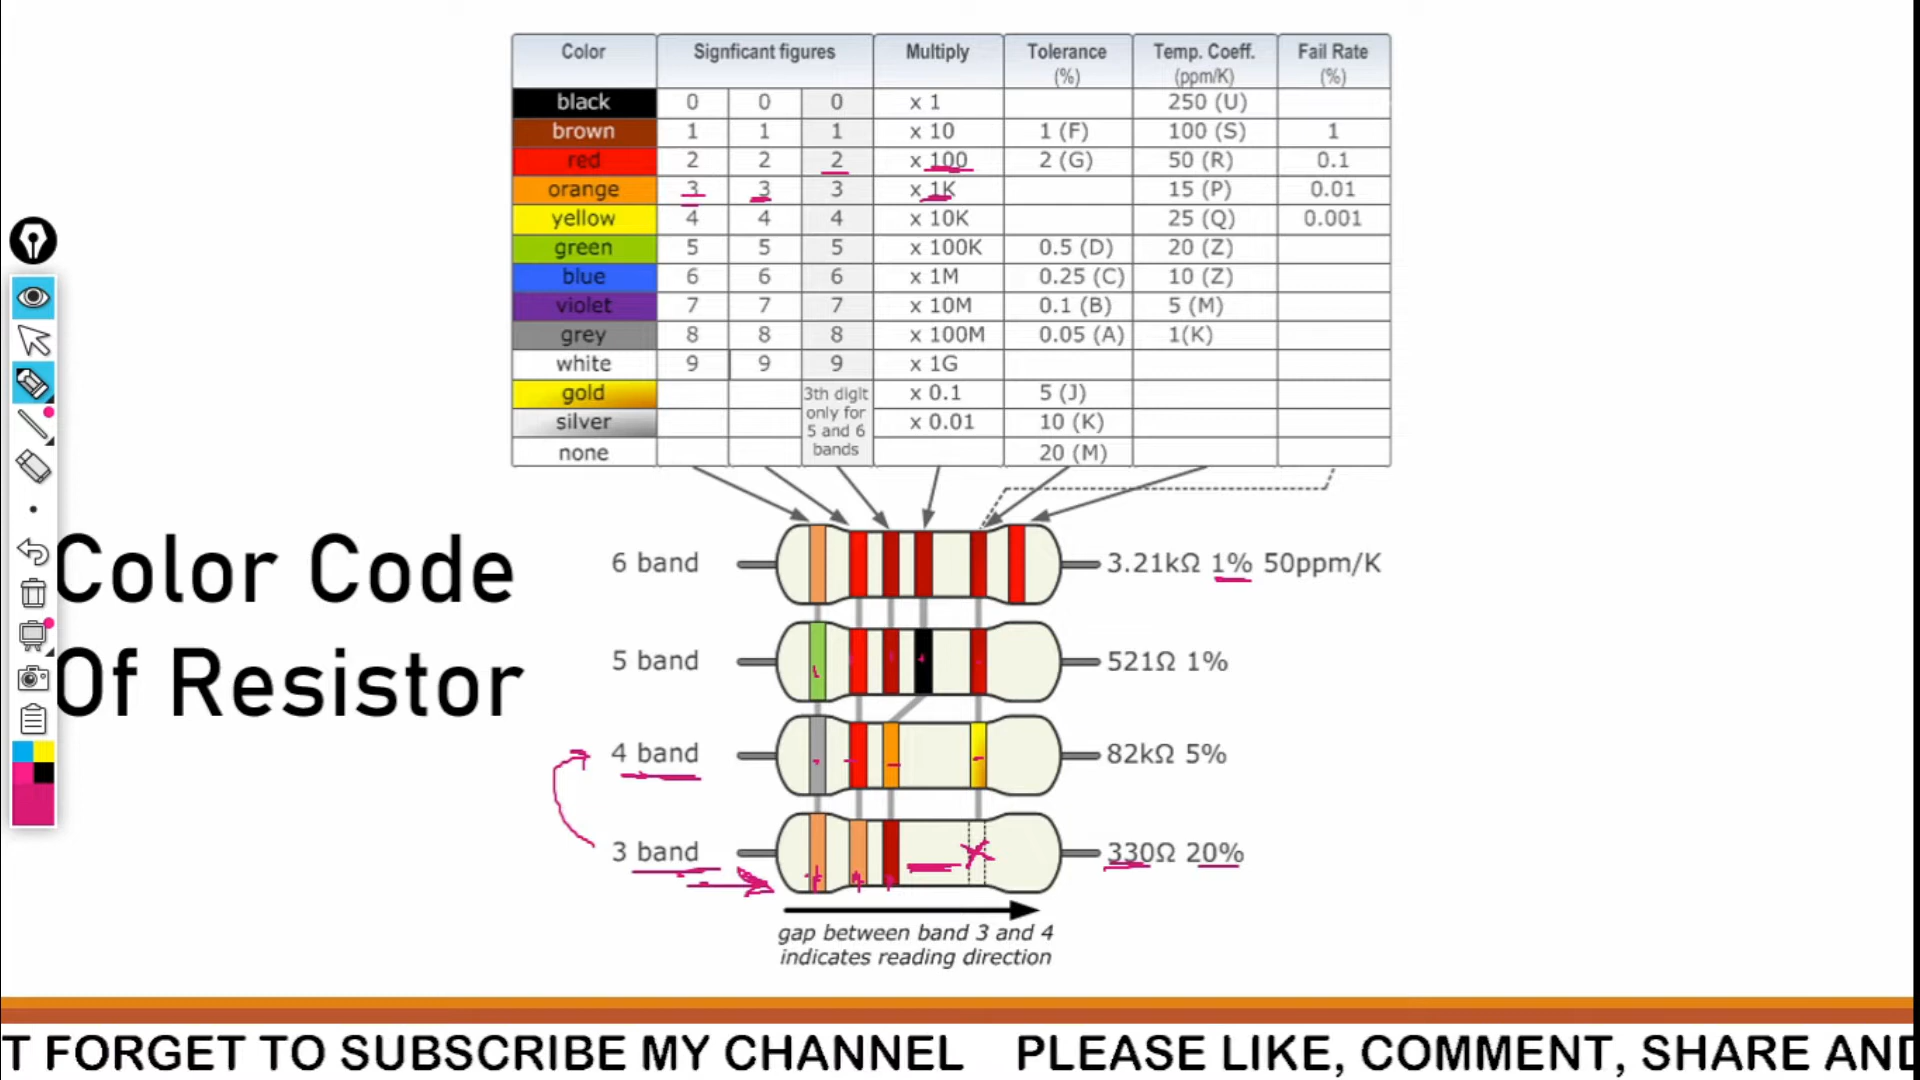 Color Signficant figures Multiply Tolerance Temp. Coeff. Fail Rate
(%) (ppm/K) (%)
black 0 0 0 x 1 250 (U)
brown 1 1 1 x 10 1 (F) 100 (S) 1
red 2 2 2 x 100 2 (G) 50 (R) 0.1
orange 3 3 3 x 1K 15 (P) 0.01
yellow 4 4 4 x 10K 25 (Q) 0.001
green 5 5 5 x 100K 0.5 (D) 20 (Z)
blue 6 6 6 x 1M 0.25 (C) 10 (Z)
violet 7 7 7 x 10M 0.1 (B) 5 (M)
grey 8 8 8 x 100M 0.05 (A) 1(K)
white 9 9 9 x 1G
gold 3th digit x 0.1 5 (J)
only for
silver 5 and 6 x 0.01 10 (K)
none bands 20 (M)
Color Code
Of Resistor
6 band 3.21kΩ 1% 50ppm/K
5 band 521Ω 1%
4 band 82kΩ 5%
3 band 330Ω 20%
gap between band 3 and 4
indicates reading direction
T FORGET TO SUBSCRIBE MY CHANNEL PLEASE LIKE, COMMENT, SHARE AND